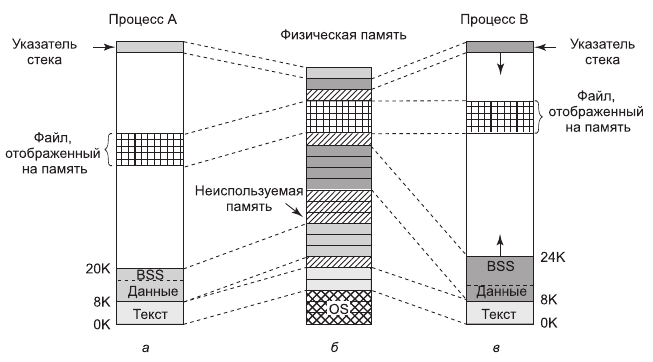 Процесс А
Физическая память
Процесс В
Указатель
стека
Указатель
стека
Файл,
отображенный
на память
Файл,
отображенный
на память
Неиспользуемая
память
20K
BSS
Данные
8K
Текст
0K
OS
24K
BSS
Данные
8K
Текст
0K
а
б
в